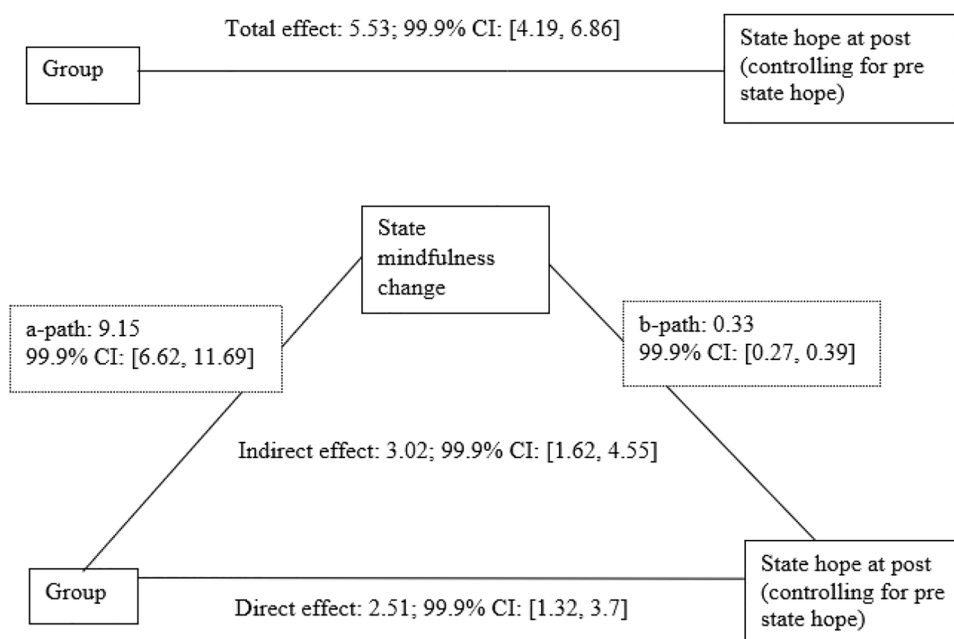 Total effect: 5.53; 99.9% CI: [4.19, 6.86]
Group
State hope at post
(controlling for pre
state hope)
State
mindfulness
change
a-path: 9.15
99.9% CI: [6.62, 11.69]
b-path: 0.33
99.9% CI: [0.27, 0.39]
Indirect effect: 3.02; 99.9% CI: [1.62, 4.55]
Group
State hope at post
(controlling for pre
state hope)
Direct effect: 2.51; 99.9% CI: [1.32, 3.7]